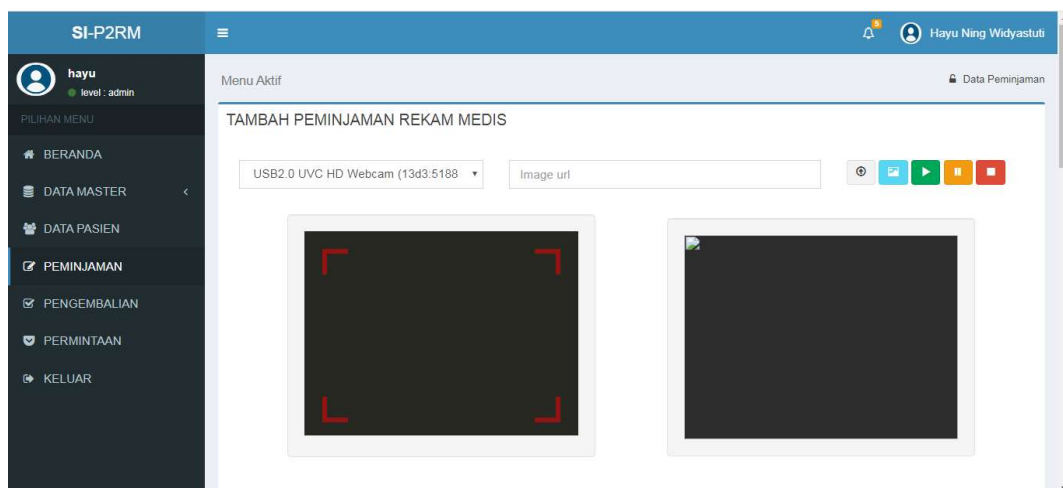 SI-P2RM
5
Hayu Ning Widyastuti
hayu
level : admin
Menu Aktif
Data Peminjaman
PILIHAN MENU
TAMBAH PEMINJAMAN REKAM MEDIS
BERANDA
DATA MASTER
DATA PASIEN
PEMINJAMAN
PENGEMBALIAN
PERMINTAAN
KELUAR
USB2.0 UVC HD Webcam (13d3:5188
Image url